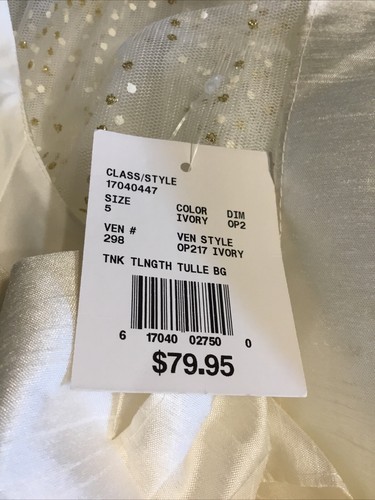 CLASS/STYLE
17040447
SIZE COLOR DIM
5 IVORY OP2
VEN # VEN STYLE
298 OP217 IVORY
TNK TLNGTH TULLE BG
6 17040 02750 0
$79.95